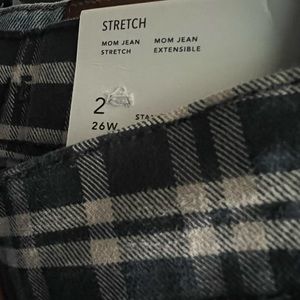 STRETCH
MOM JEAN MOM JEAN
STRETCH EXTENSIBLE
2
26W